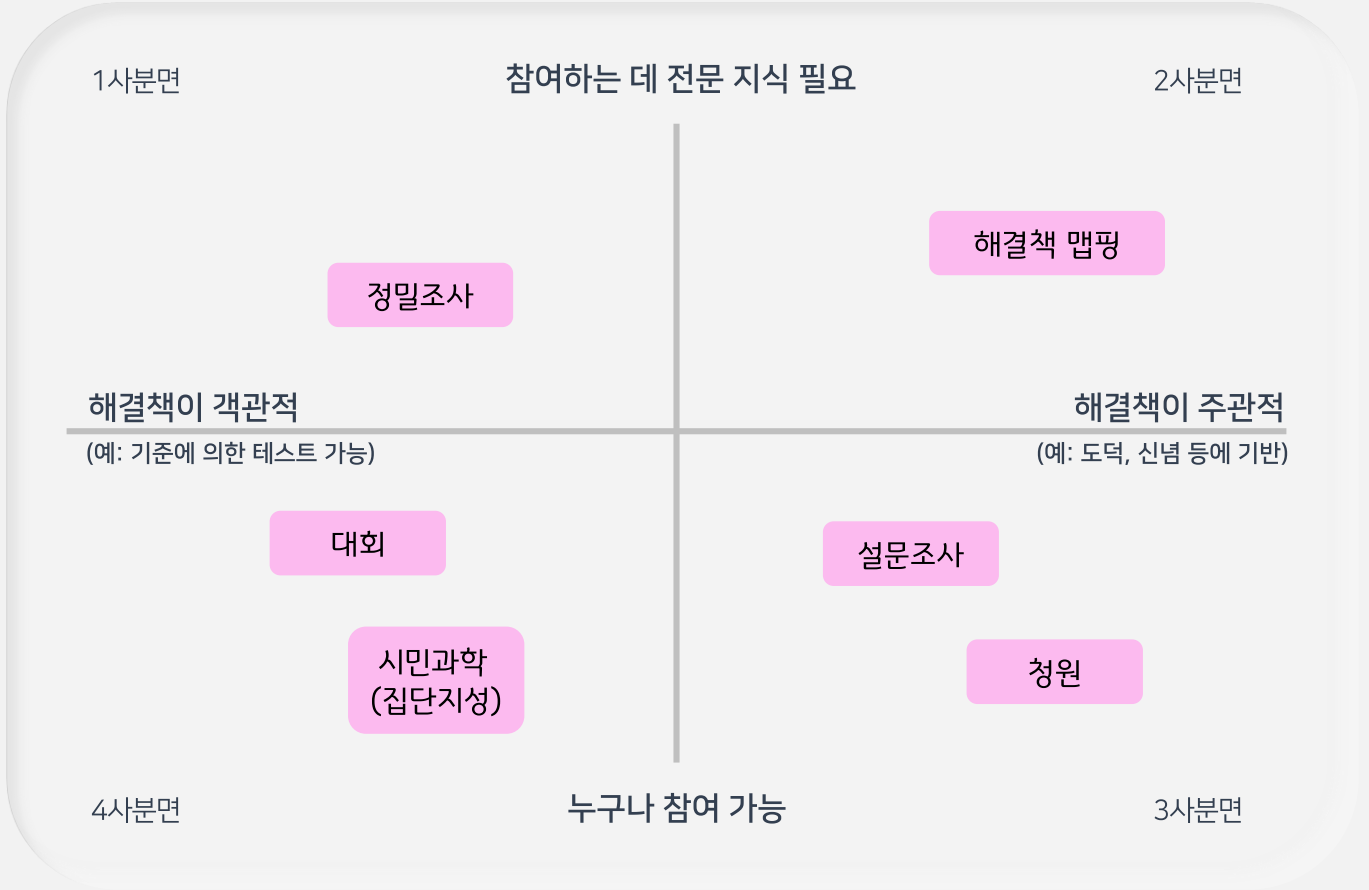 1사분면
참여하는 데 전문 지식 필요
2사분면
해결책 맵핑
정밀조사
해결책이 객관적
(예: 기준에 의한 테스트 가능)
해결책이 주관적
(예: 도덕, 신념 등에 기반)
대회
설문조사
시민과학
(집단지성)
청원
4사분면
누구나 참여 가능
3사분면